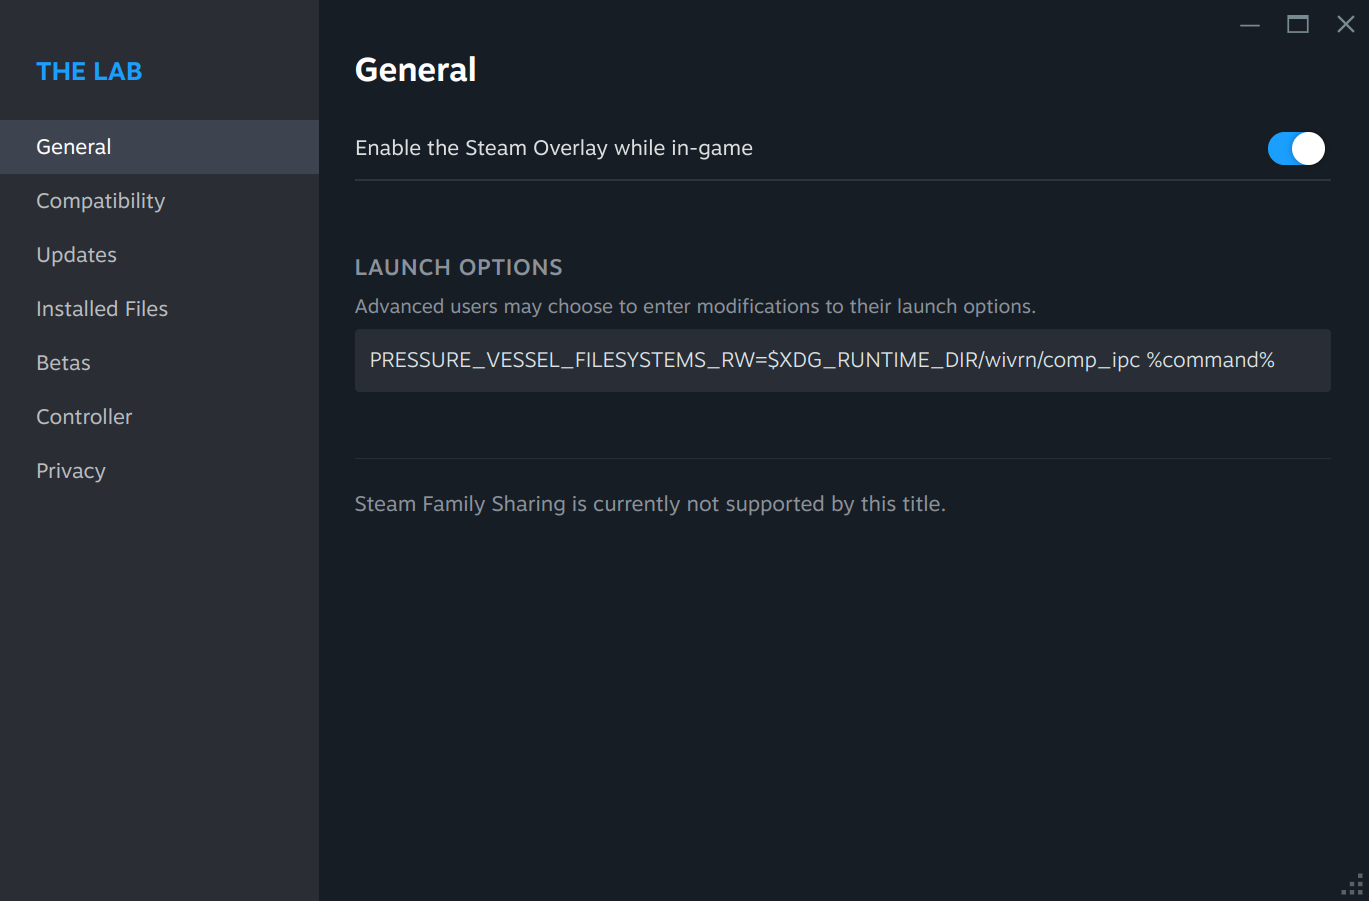 THE LAB
General
Compatibility
Updates
Installed Files
Betas
Controller
Privacy
General
Enable the Steam Overlay while in-game
LAUNCH OPTIONS
Advanced users may choose to enter modifications to their launch options.
PRESSURE_VESSEL_FILESYSTEMS_RW=$XDG_RUNTIME_DIR/wivrn/comp_ipc %command%
Steam Family Sharing is currently not supported by this title.